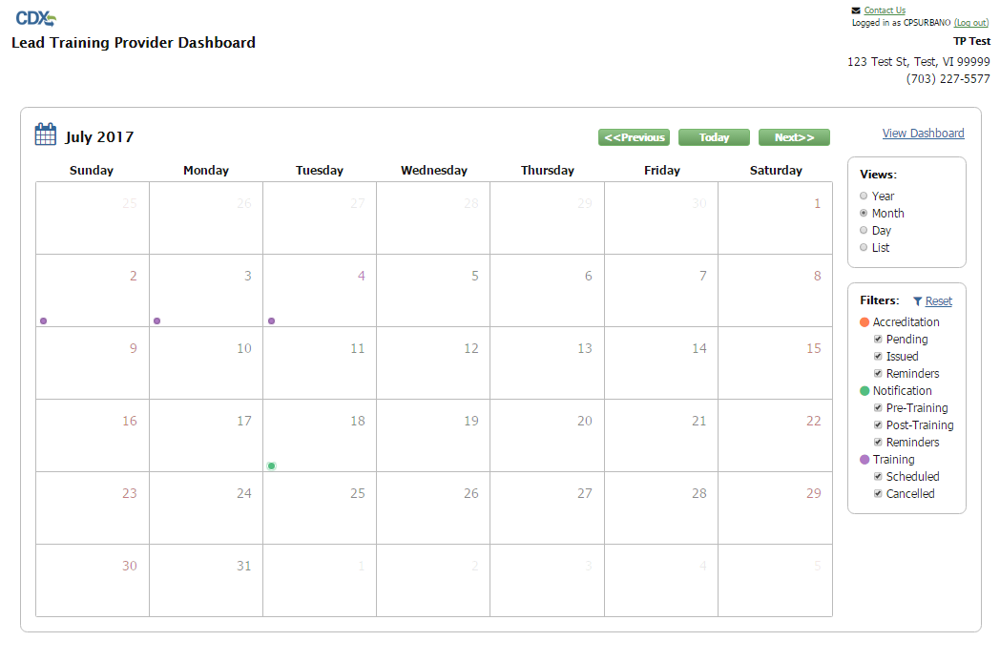 CDX
Contact Us
Logged in as CPSURBANO (Log out)
Lead Training Provider Dashboard
TP Test
123 Test St, Test, VI 99999
(703) 227-5577
July 2017
<<Previous Today Next>>
View Dashboard
Sunday Monday Tuesday Wednesday Thursday Friday Saturday
25 26 27 28 29 30 1
2 3 4 5 6 7 8
9 10 11 12 13 14 15
16 17 18 19 20 21 22
23 24 25 26 27 28 29
30 31 1 2 3 4 5
Views:
Year
Month
Day
List
Filters: Reset
Accreditation
Pending
Issued
Reminders
Notification
Pre-Training
Post-Training
Reminders
Training
Scheduled
Cancelled